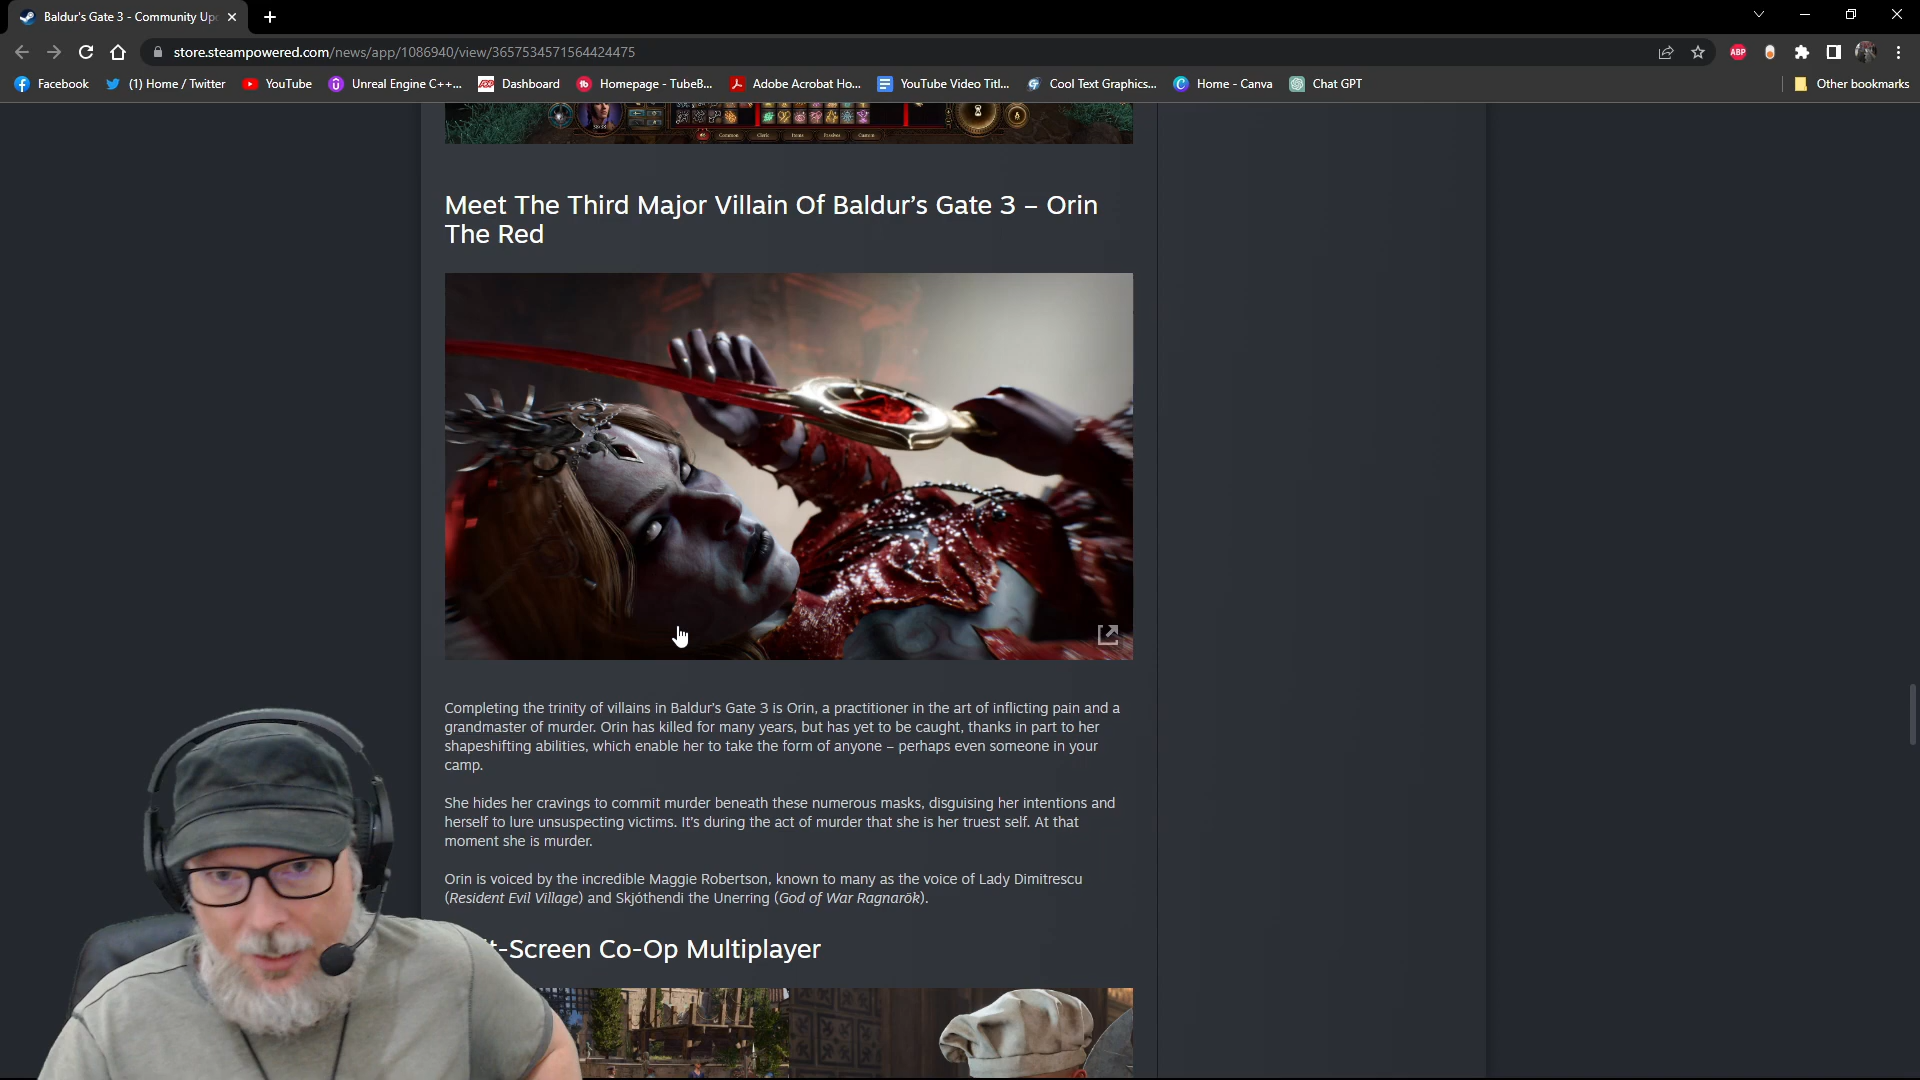 Baldur's Gate 3 - Community Up
store.steampowered.com/news/app/1086940/view/3657534571564424475
ABP
Facebook
(1) Home / Twitter
YouTube
Unreal Engine C++...
Dashboard
Homepage - TubeB...
Adobe Acrobat Ho...
YouTube Video Titl...
Cool Text Graphics...
Home - Canva
Chat GPT
Other bookmarks
Common Cleric Items Passives Custom
Meet The Third Major Villain Of Baldur's Gate 3 – Orin
The Red
Completing the trinity of villains in Baldur's Gate 3 is Orin, a practitioner in the art of inflicting pain and a
grandmaster of murder. Orin has killed for many years, but has yet to be caught, thanks in part to her
shapeshifting abilities, which enable her to take the form of anyone – perhaps even someone in your
camp.
She hides her cravings to commit murder beneath these numerous masks, disguising her intentions and
herself to lure unsuspecting victims. It's during the act of murder that she is her truest self. At that
moment she is murder.
Orin is voiced by the incredible Maggie Robertson, known to many as the voice of Lady Dimitrescu
(Resident Evil Village) and Skjóthendi the Unerring (God of War Ragnarök).
t-Screen Co-Op Multiplayer